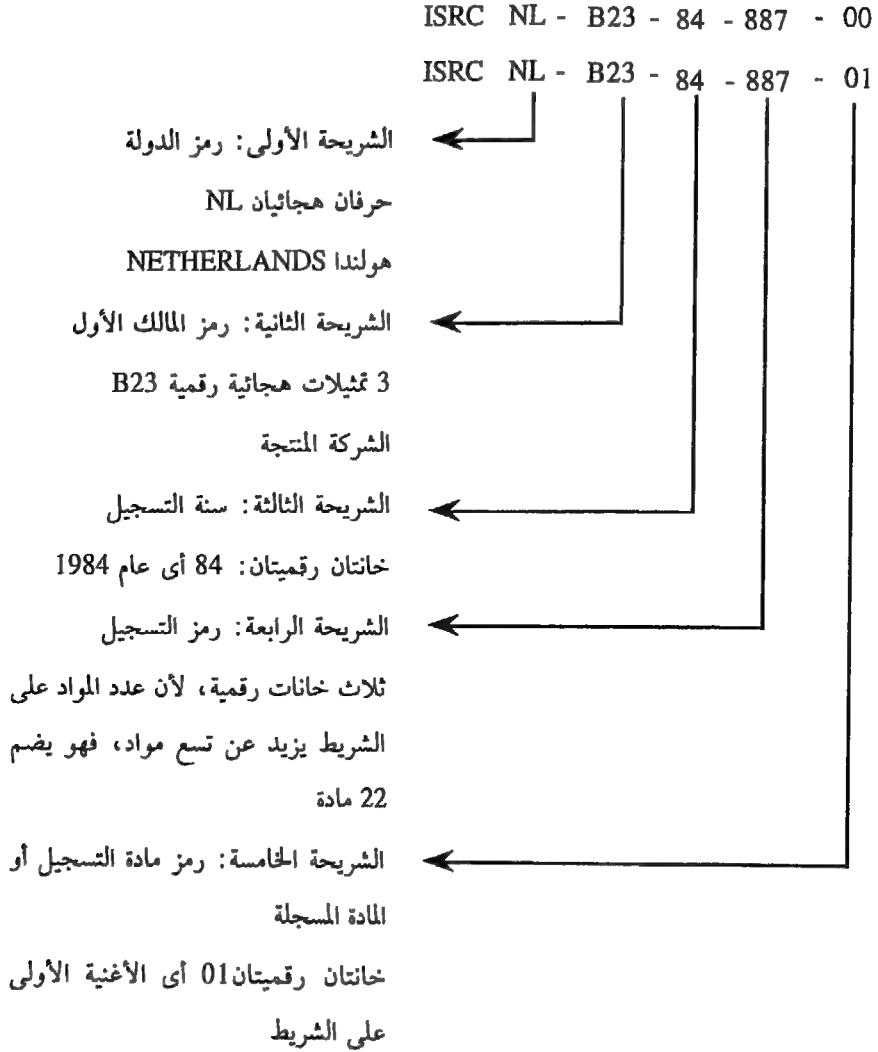 ISRC NL - B23 - 84 - 887 - 00
ISRC NL - B23 - 84 - 887 - 01
الشريحة الأولى: رمز الدولة
حرفان هجائيان NL
هولندا NETHERLANDS
الشريحة الثانية: رمز المالك الأول
3 تمثيلات هجائية رقمية B23
الشركة المنتجة
الشريحة الثالثة: سنة التسجيل
خانتان رقميتان: 84 أى عام 1984
الشريحة الرابعة: رمز التسجيل
ثلاث خانات رقمية، لأن عدد المواد على
الشريط يزيد عن تسع مواد، فهو يضم
22 مادة
الشريحة الخامسة: رمز مادة التسجيل أو
المادة المسجلة
خانتان رقميتان01 أى الأغنية الأولى
على الشريط